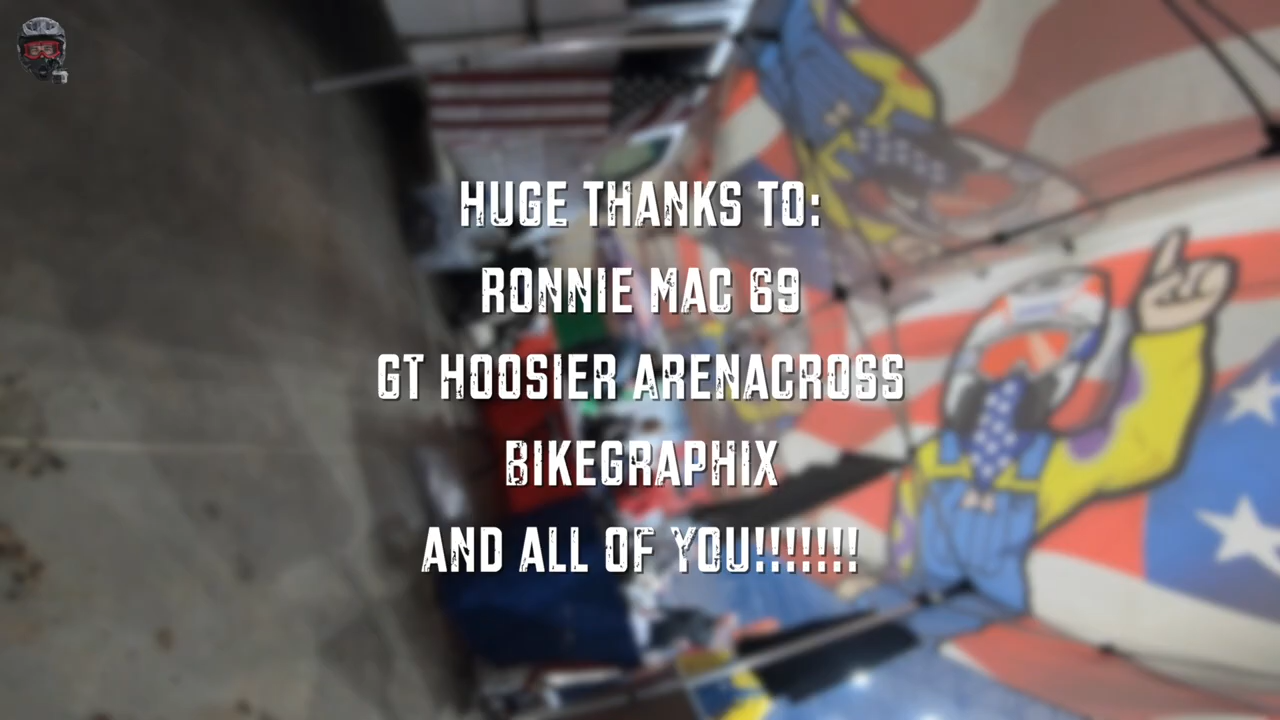 HUGE THANKS TO:
RONNIE MAC 69
GT HOOSIER ARENACROSS
BIKEGRAPHIX
AND ALL OF YOU!!!!!!!